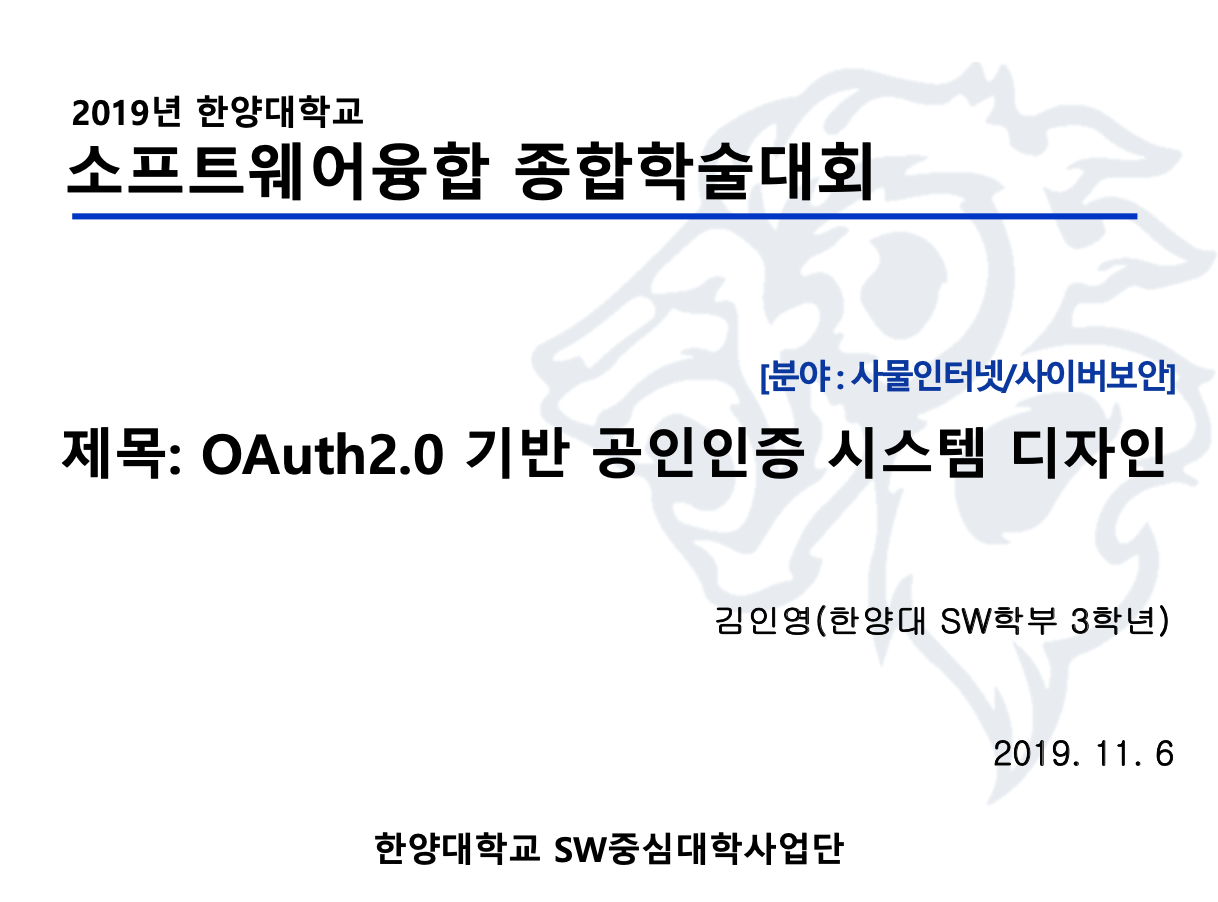 2019년 한양대학교
소프트웨어융합 종합학술대회
[분야 : 사물인터넷/사이버보안]
제목: OAuth2.0 기반 공인인증 시스템 디자인
김인영(한양대 SW학부 3학년)
2019. 11. 6
한양대학교 SW중심대학사업단